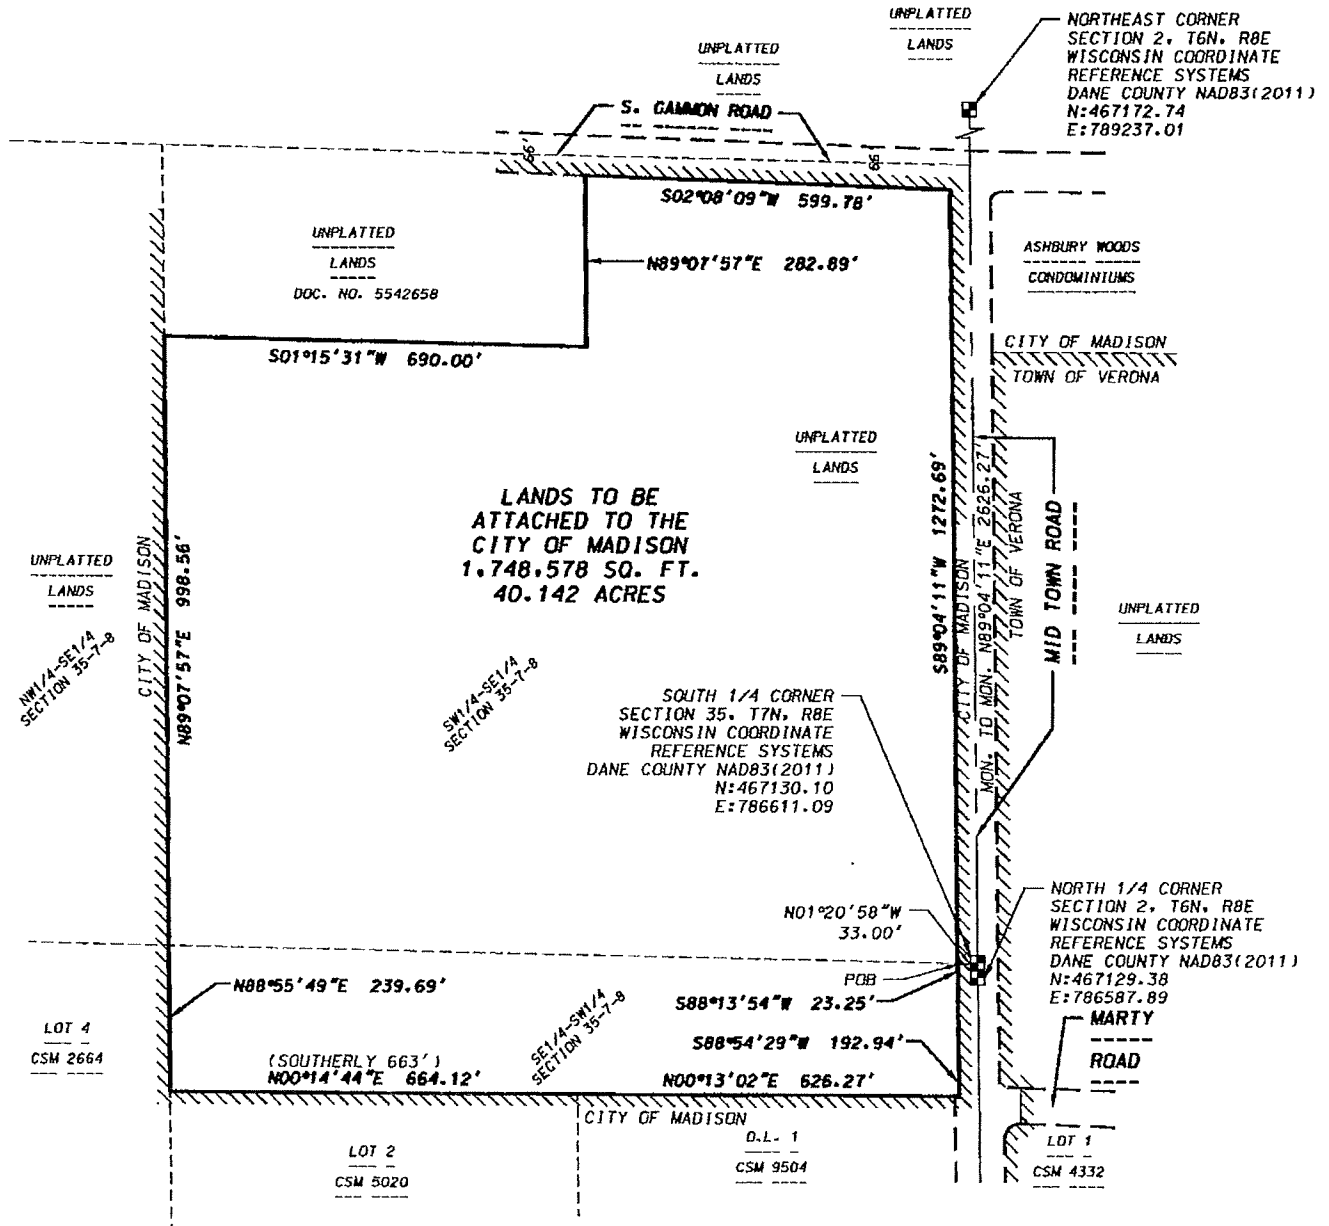 UNPLATTED
LANDS
UNPLATTED
LANDS
NORTHEAST CORNER
SECTION 2, T6N, R8E
WISCONSIN COORDINATE
REFERENCE SYSTEMS
DANE COUNTY NAD83(2011)
N:467172.74
E:789237.01
S. GAMMON ROAD
66'
66'
S02°08'09"W 599.78'
UNPLATTED
LANDS
DOC. NO. 5542658
N89°07'57"E 282.89'
ASHBURY WOODS
CONDOMINIUMS
S01°15'31"W 690.00'
CITY OF MADISON
TOWN OF VERONA
UNPLATTED
LANDS
LANDS TO BE
ATTACHED TO THE
CITY OF MADISON
1,748,578 SQ. FT.
40.142 ACRES
UNPLATTED
LANDS
CITY OF MADISON
N89°07'57"E 998.56'
NW1/4-SE1/4
SECTION 35-7-8
SW1/4-SE1/4
SECTION 35-7-8
S89°04'11"W 1272.69'
CITY OF MADISON
MON. TO MON. N89°04'11"E 2626.27'
TOWN OF VERONA
MID TOWN ROAD
UNPLATTED
LANDS
SOUTH 1/4 CORNER
SECTION 35, T7N, R8E
WISCONSIN COORDINATE
REFERENCE SYSTEMS
DANE COUNTY NAD83(2011)
N:467130.10
E:786611.09
N01°20'58"W
33.00'
NORTH 1/4 CORNER
SECTION 2, T6N, R8E
WISCONSIN COORDINATE
REFERENCE SYSTEMS
DANE COUNTY NAD83(2011)
N:467129.38
E:786587.89
POB
N88°55'49"E 239.69'
S88°13'54"W 23.25'
S88°54'29"W 192.94'
MARTY
ROAD
LOT 4
CSM 2664
SE1/4-SW1/4
SECTION 35-7-8
(SOUTHERLY 663')
N00°14'44"E 664.12'
N00°13'02"E 626.27'
CITY OF MADISON
LOT 2
CSM 5020
O.L. 1
CSM 9504
LOT 1
CSM 4332